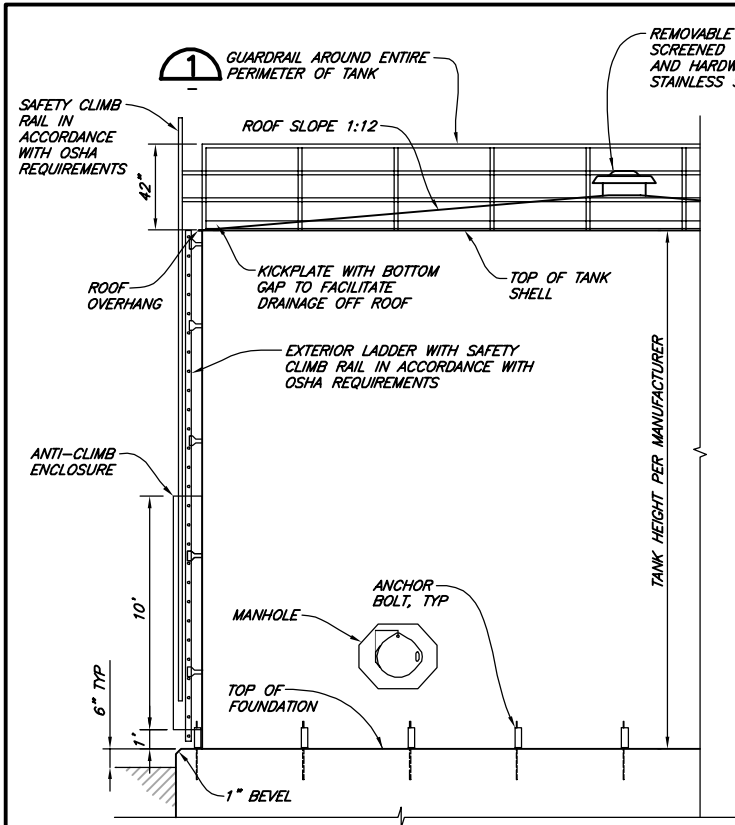 1
GUARDRAIL AROUND ENTIRE
PERIMETER OF TANK
REMOVABLE
SCREENED
AND HARDW
STAINLESS S
SAFETY CLIMB
RAIL IN
ACCORDANCE
WITH OSHA
REQUIREMENTS
ROOF SLOPE 1:12
42"
ROOF
OVERHANG
KICKPLATE WITH BOTTOM
GAP TO FACILITATE
DRAINAGE OFF ROOF
TOP OF TANK
SHELL
EXTERIOR LADDER WITH SAFETY
CLIMB RAIL IN ACCORDANCE WITH
OSHA REQUIREMENTS
TANK HEIGHT PER MANUFACTURER
ANTI-CLIMB
ENCLOSURE
10'
MANHOLE
ANCHOR
BOLT, TYP
6" TYP
1'
TOP OF
FOUNDATION
1" BEVEL